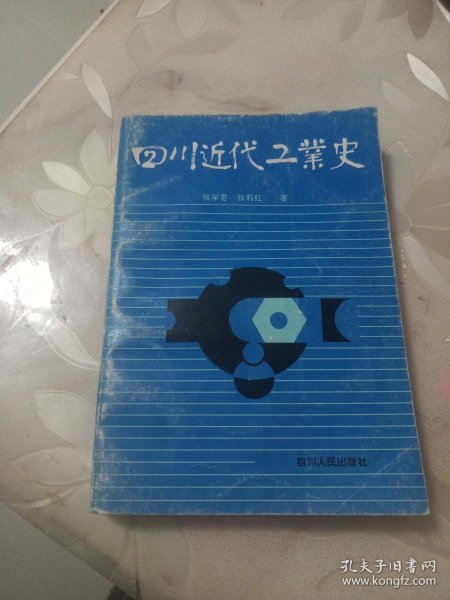 四川近代工業史
张学君 张莉红 著
四川人民出版社
孔夫子旧书网
www.kongfz.com